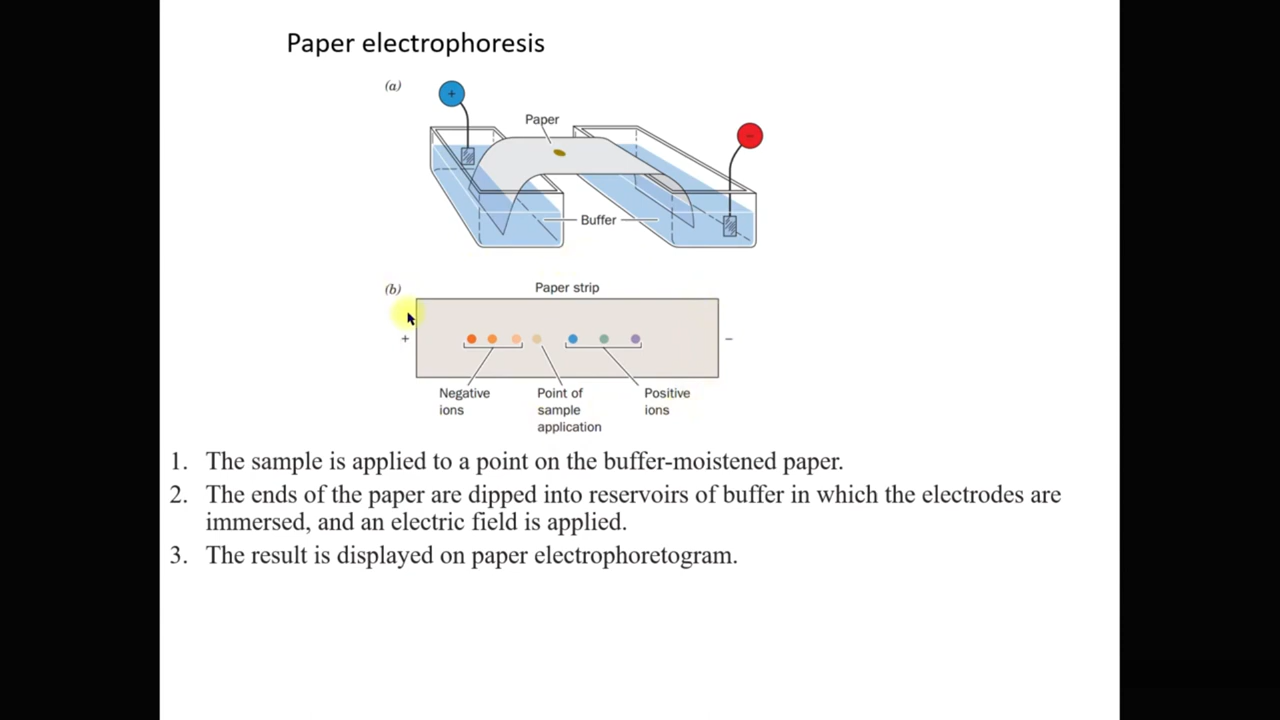 Paper electrophoresis
(a)
+
Paper
−
Buffer
(b)
Paper strip
+
−
Negative
ions
Point of
sample
application
Positive
ions
1. The sample is applied to a point on the buffer-moistened paper.
2. The ends of the paper are dipped into reservoirs of buffer in which the electrodes are
immersed, and an electric field is applied.
3. The result is displayed on paper electrophoretogram.